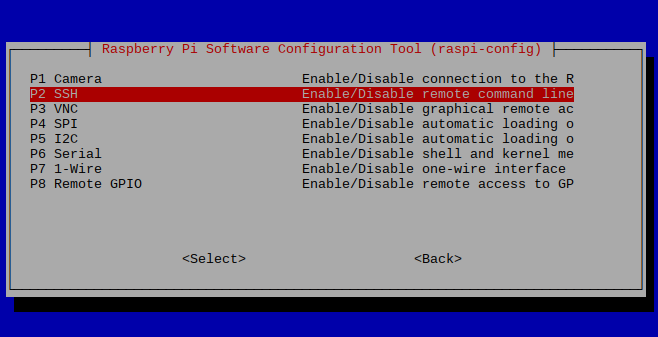 Raspberry Pi Software Configuration Tool (raspi-config)
P1 Camera Enable/Disable connection to the R
P2 SSH Enable/Disable remote command line
P3 VNC Enable/Disable graphical remote ac
P4 SPI Enable/Disable automatic loading o
P5 I2C Enable/Disable automatic loading o
P6 Serial Enable/Disable shell and kernel me
P7 1-Wire Enable/Disable one-wire interface
P8 Remote GPIO Enable/Disable remote access to GP
<Select> <Back>